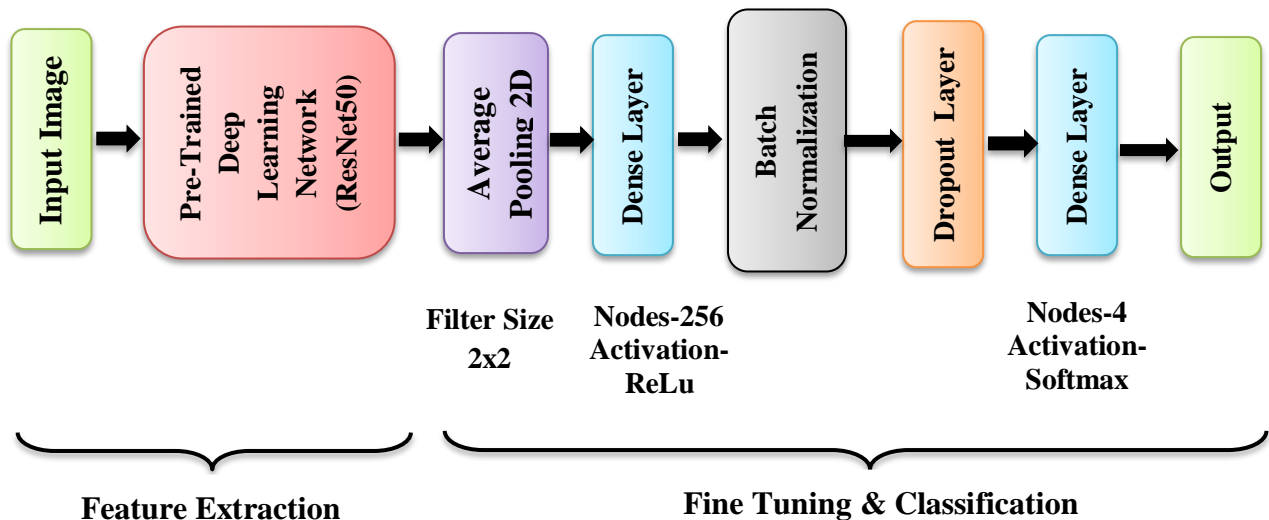 Input Image
Pre-Trained
Deep
Learning
Network
(ResNet50)
Average
Pooling 2D
Dense Layer
Batch
Normalization
Dropout Layer
Dense Layer
Output
Filter Size
2x2
Nodes-256
Activation-
ReLu
Nodes-4
Activation-
Softmax
Feature Extraction
Fine Tuning & Classification